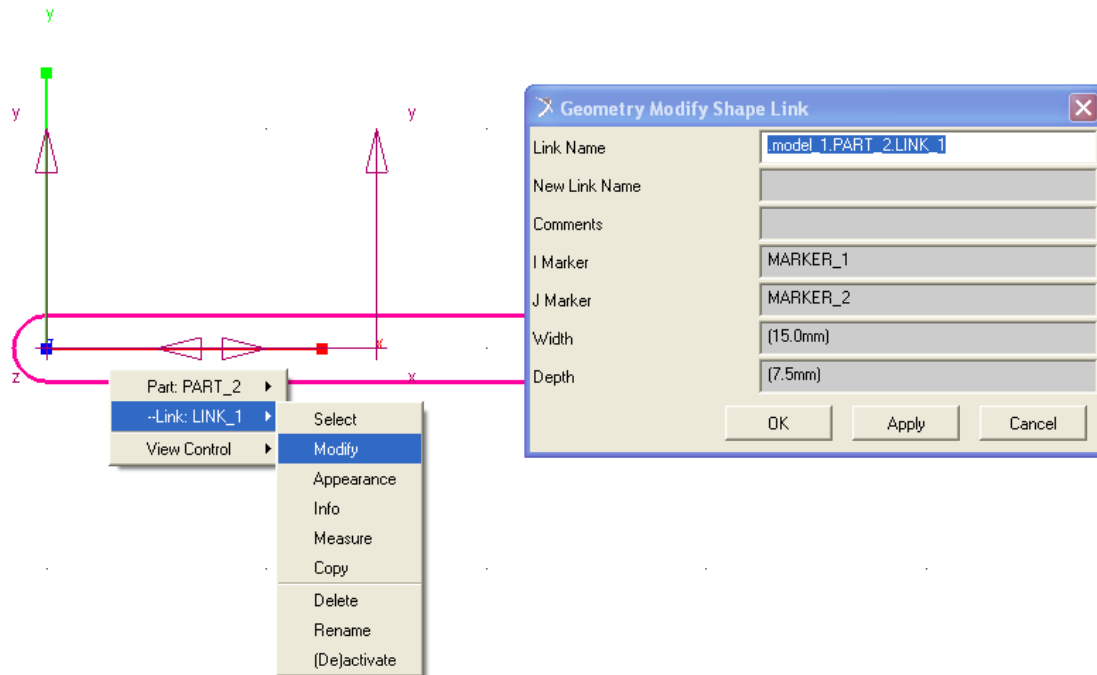 y
y
y
x
z
x
Part: PART_2
--Link: LINK_1
View Control
Select
Modify
Appearance
Info
Measure
Copy
Delete
Rename
(De)activate
Geometry Modify Shape Link
Link Name .model_1.PART_2.LINK_1
New Link Name
Comments
I Marker MARKER_1
J Marker MARKER_2
Width (15.0mm)
Depth (7.5mm)
OK Apply Cancel